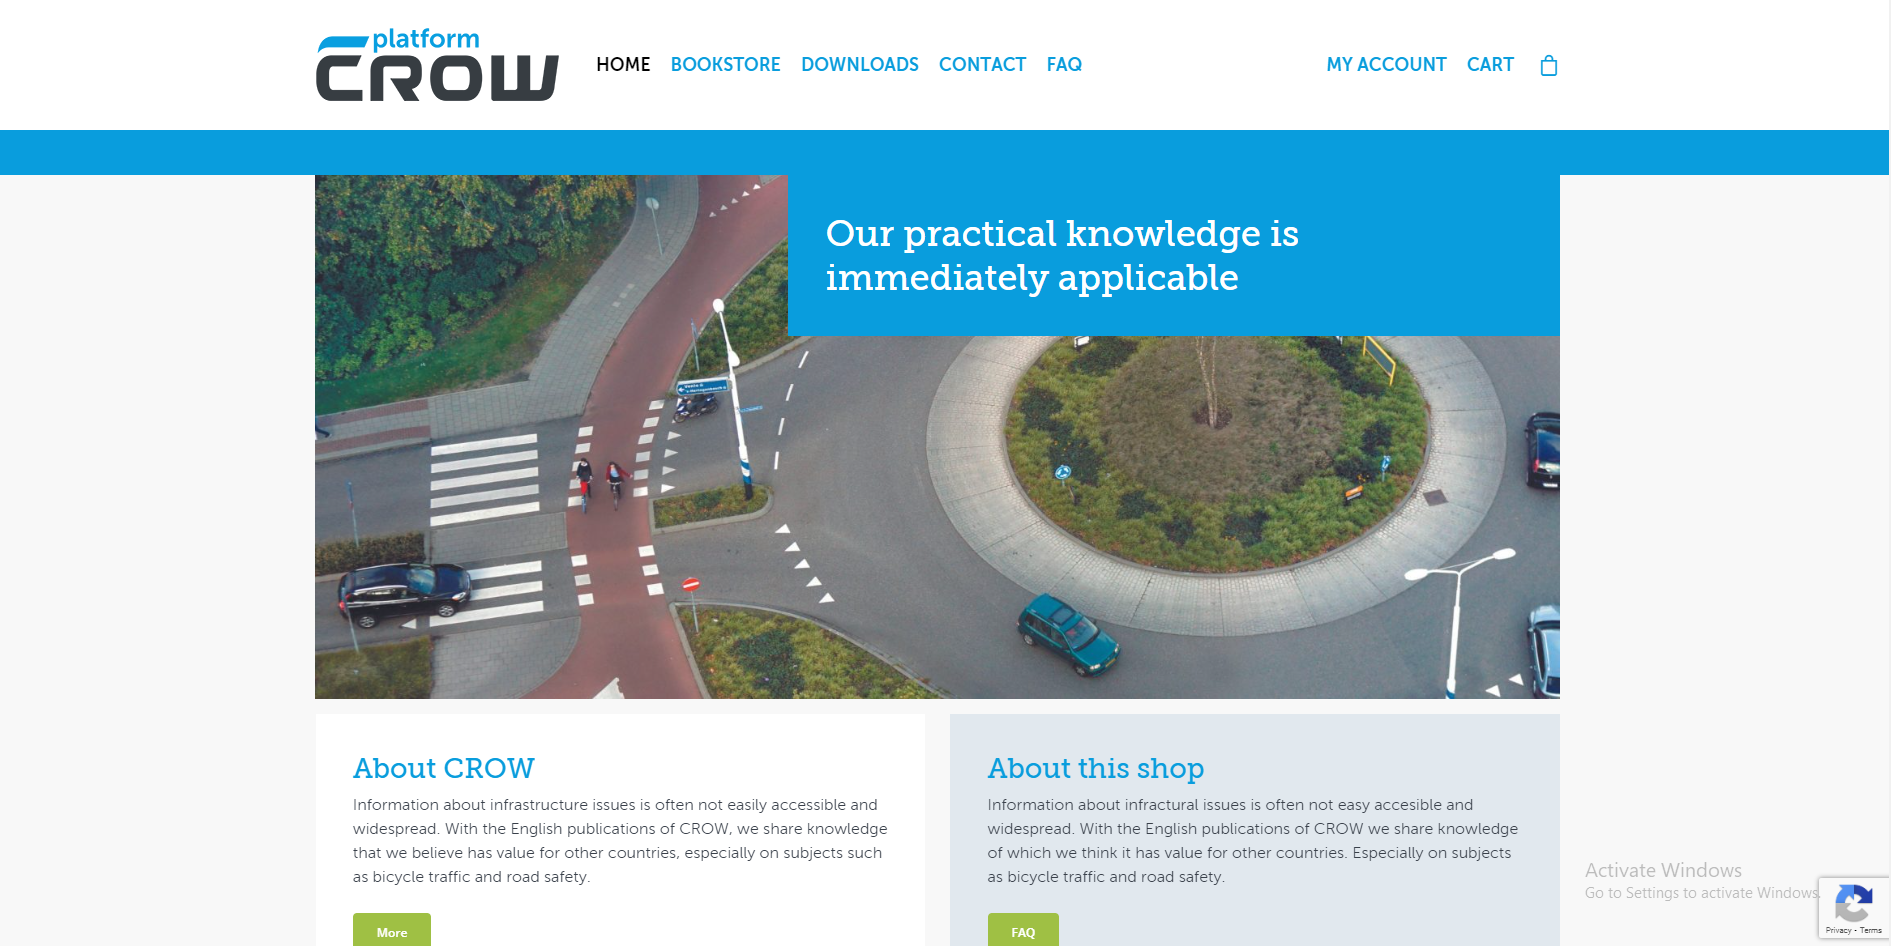 platform
CROW
HOME BOOKSTORE DOWNLOADS CONTACT FAQ
MY ACCOUNT CART
Our practical knowledge is
immediately applicable
About CROW
Information about infrastructure issues is often not easily accessible and
widespread. With the English publications of CROW, we share knowledge
that we believe has value for other countries, especially on subjects such
as bicycle traffic and road safety.
More
About this shop
Information about infractural issues is often not easy accesible and
widespread. With the English publications of CROW we share knowledge
of which we think it has value for other countries. Especially on subjects
as bicycle traffic and road safety.
FAQ
Activate Windows
Go to Settings to activate Windows.
Privacy - Terms